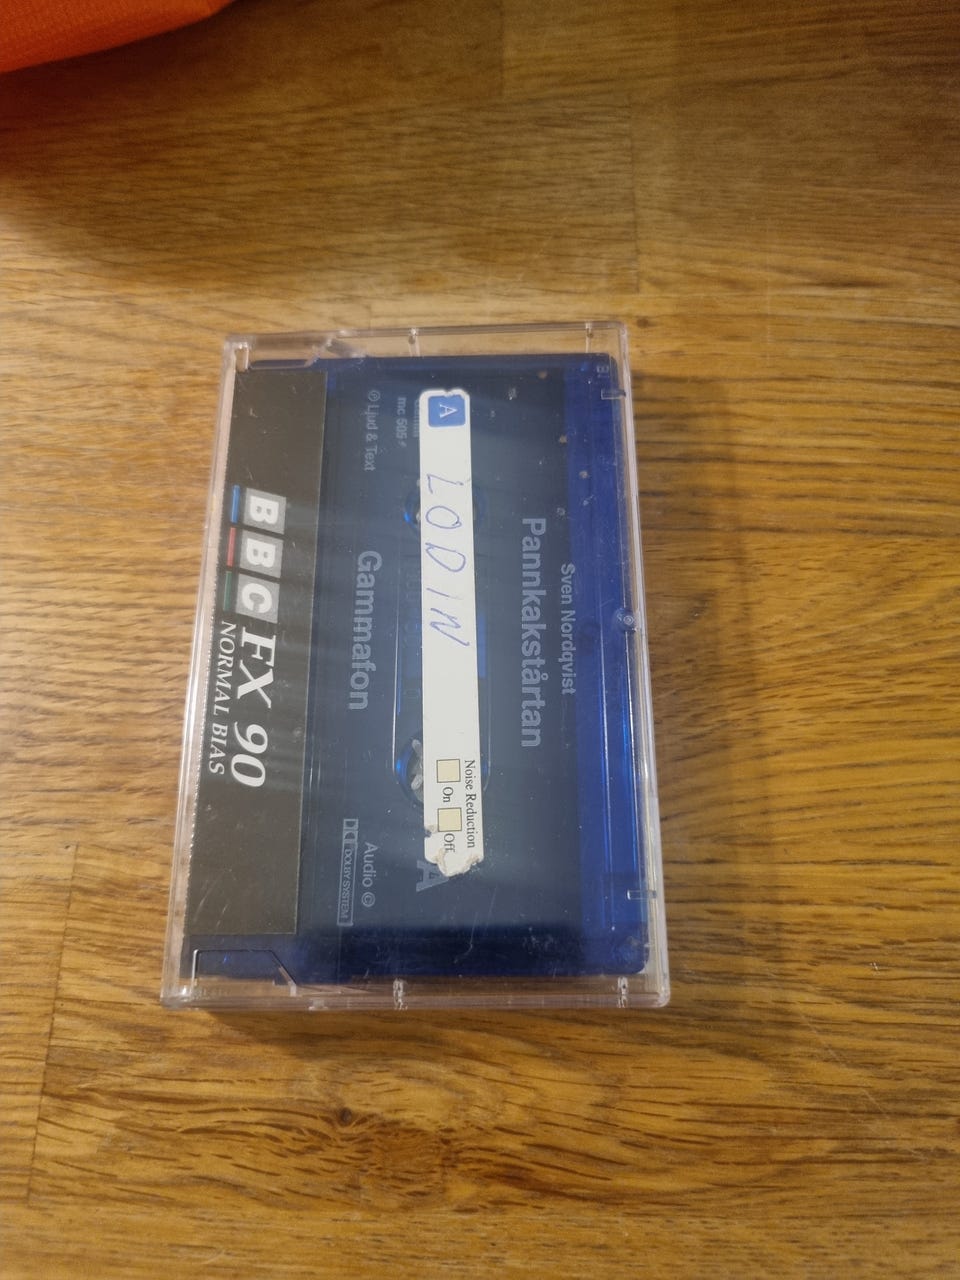 Sven Nordqvist
Pannkakstårtan
A
LODIN
Noise Reduction
On
Off
mc 505
Gammafon
℗ Ljud & Text
Audio ©
DOLBY SYSTEM
BBC FX 90
NORMAL BIAS